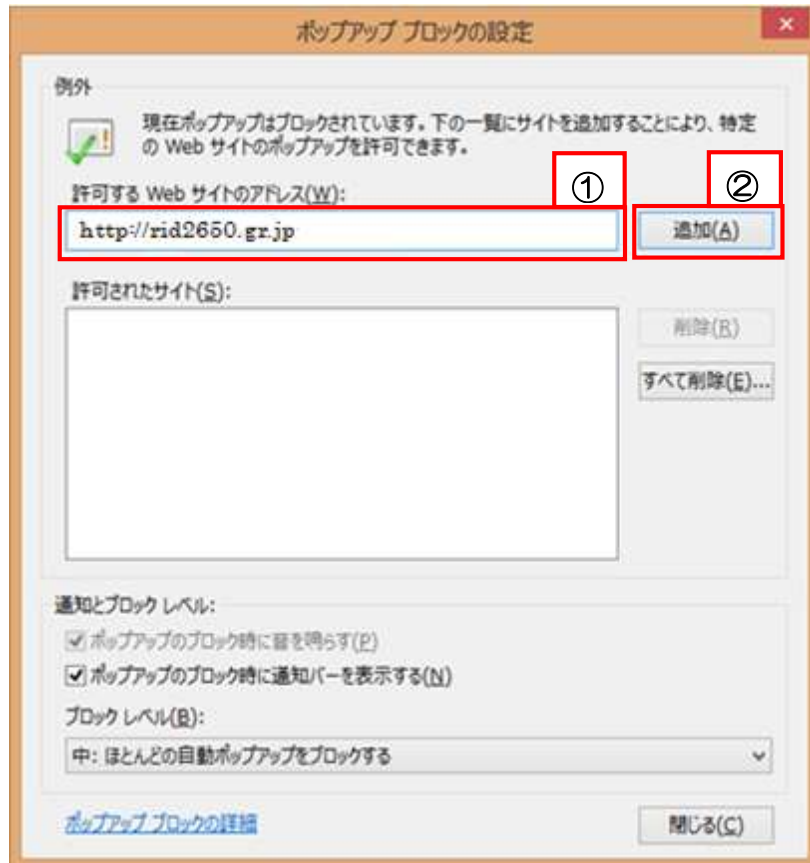 ポップアップ ブロックの設定
例外
現在ポップアップはブロックされています。下の一覧にサイトを追加することにより、特定
の Web サイトのポップアップを許可できます。
許可する Web サイトのアドレス(W):
①
②
http://rid2650.gr.jp
追加(A)
許可されたサイト(S):
削除(R)
すべて削除(E)...
通知とブロック レベル:
ポップアップのブロック時に音を鳴らす(P)
ポップアップのブロック時に通知バーを表示する(N)
ブロック レベル(B):
中: ほとんどの自動ポップアップをブロックする
ポップアップ ブロックの詳細
閉じる(C)